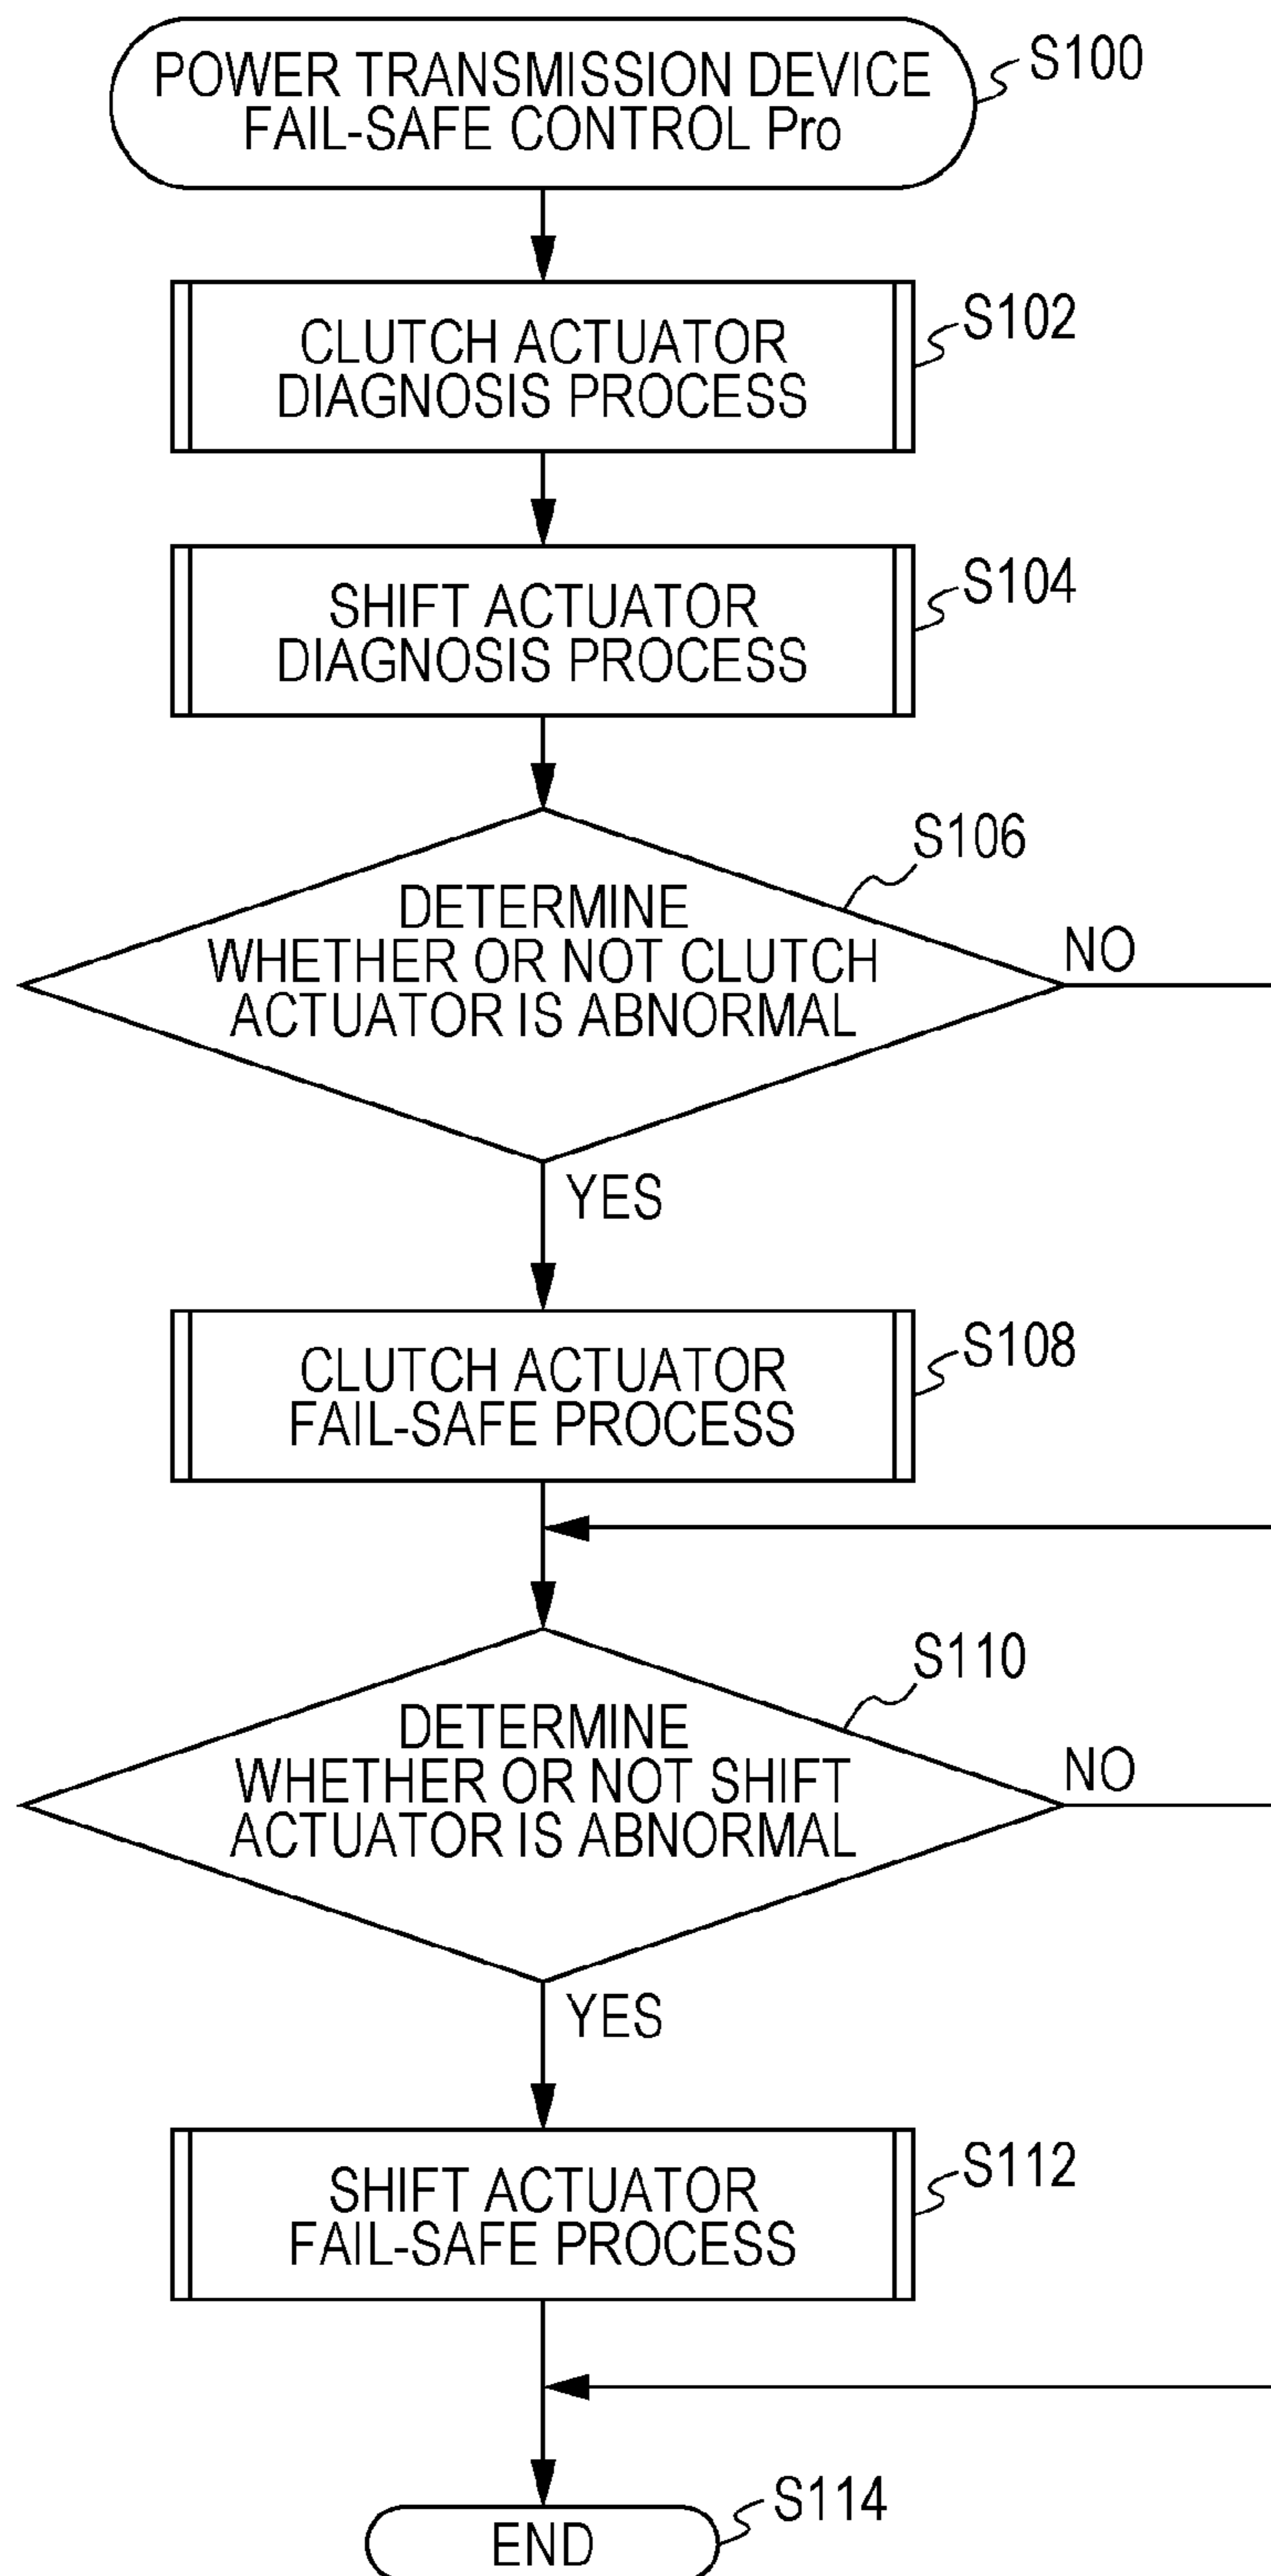 POWER TRANSMISSION DEVICE
FAIL-SAFE CONTROL Pro
S100
CLUTCH ACTUATOR
DIAGNOSIS PROCESS
S102
SHIFT ACTUATOR
DIAGNOSIS PROCESS
S104
S106
DETERMINE
WHETHER OR NOT CLUTCH
ACTUATOR IS ABNORMAL
NO
YES
CLUTCH ACTUATOR
FAIL-SAFE PROCESS
S108
S110
DETERMINE
WHETHER OR NOT SHIFT
ACTUATOR IS ABNORMAL
NO
YES
SHIFT ACTUATOR
FAIL-SAFE PROCESS
S112
S114
END